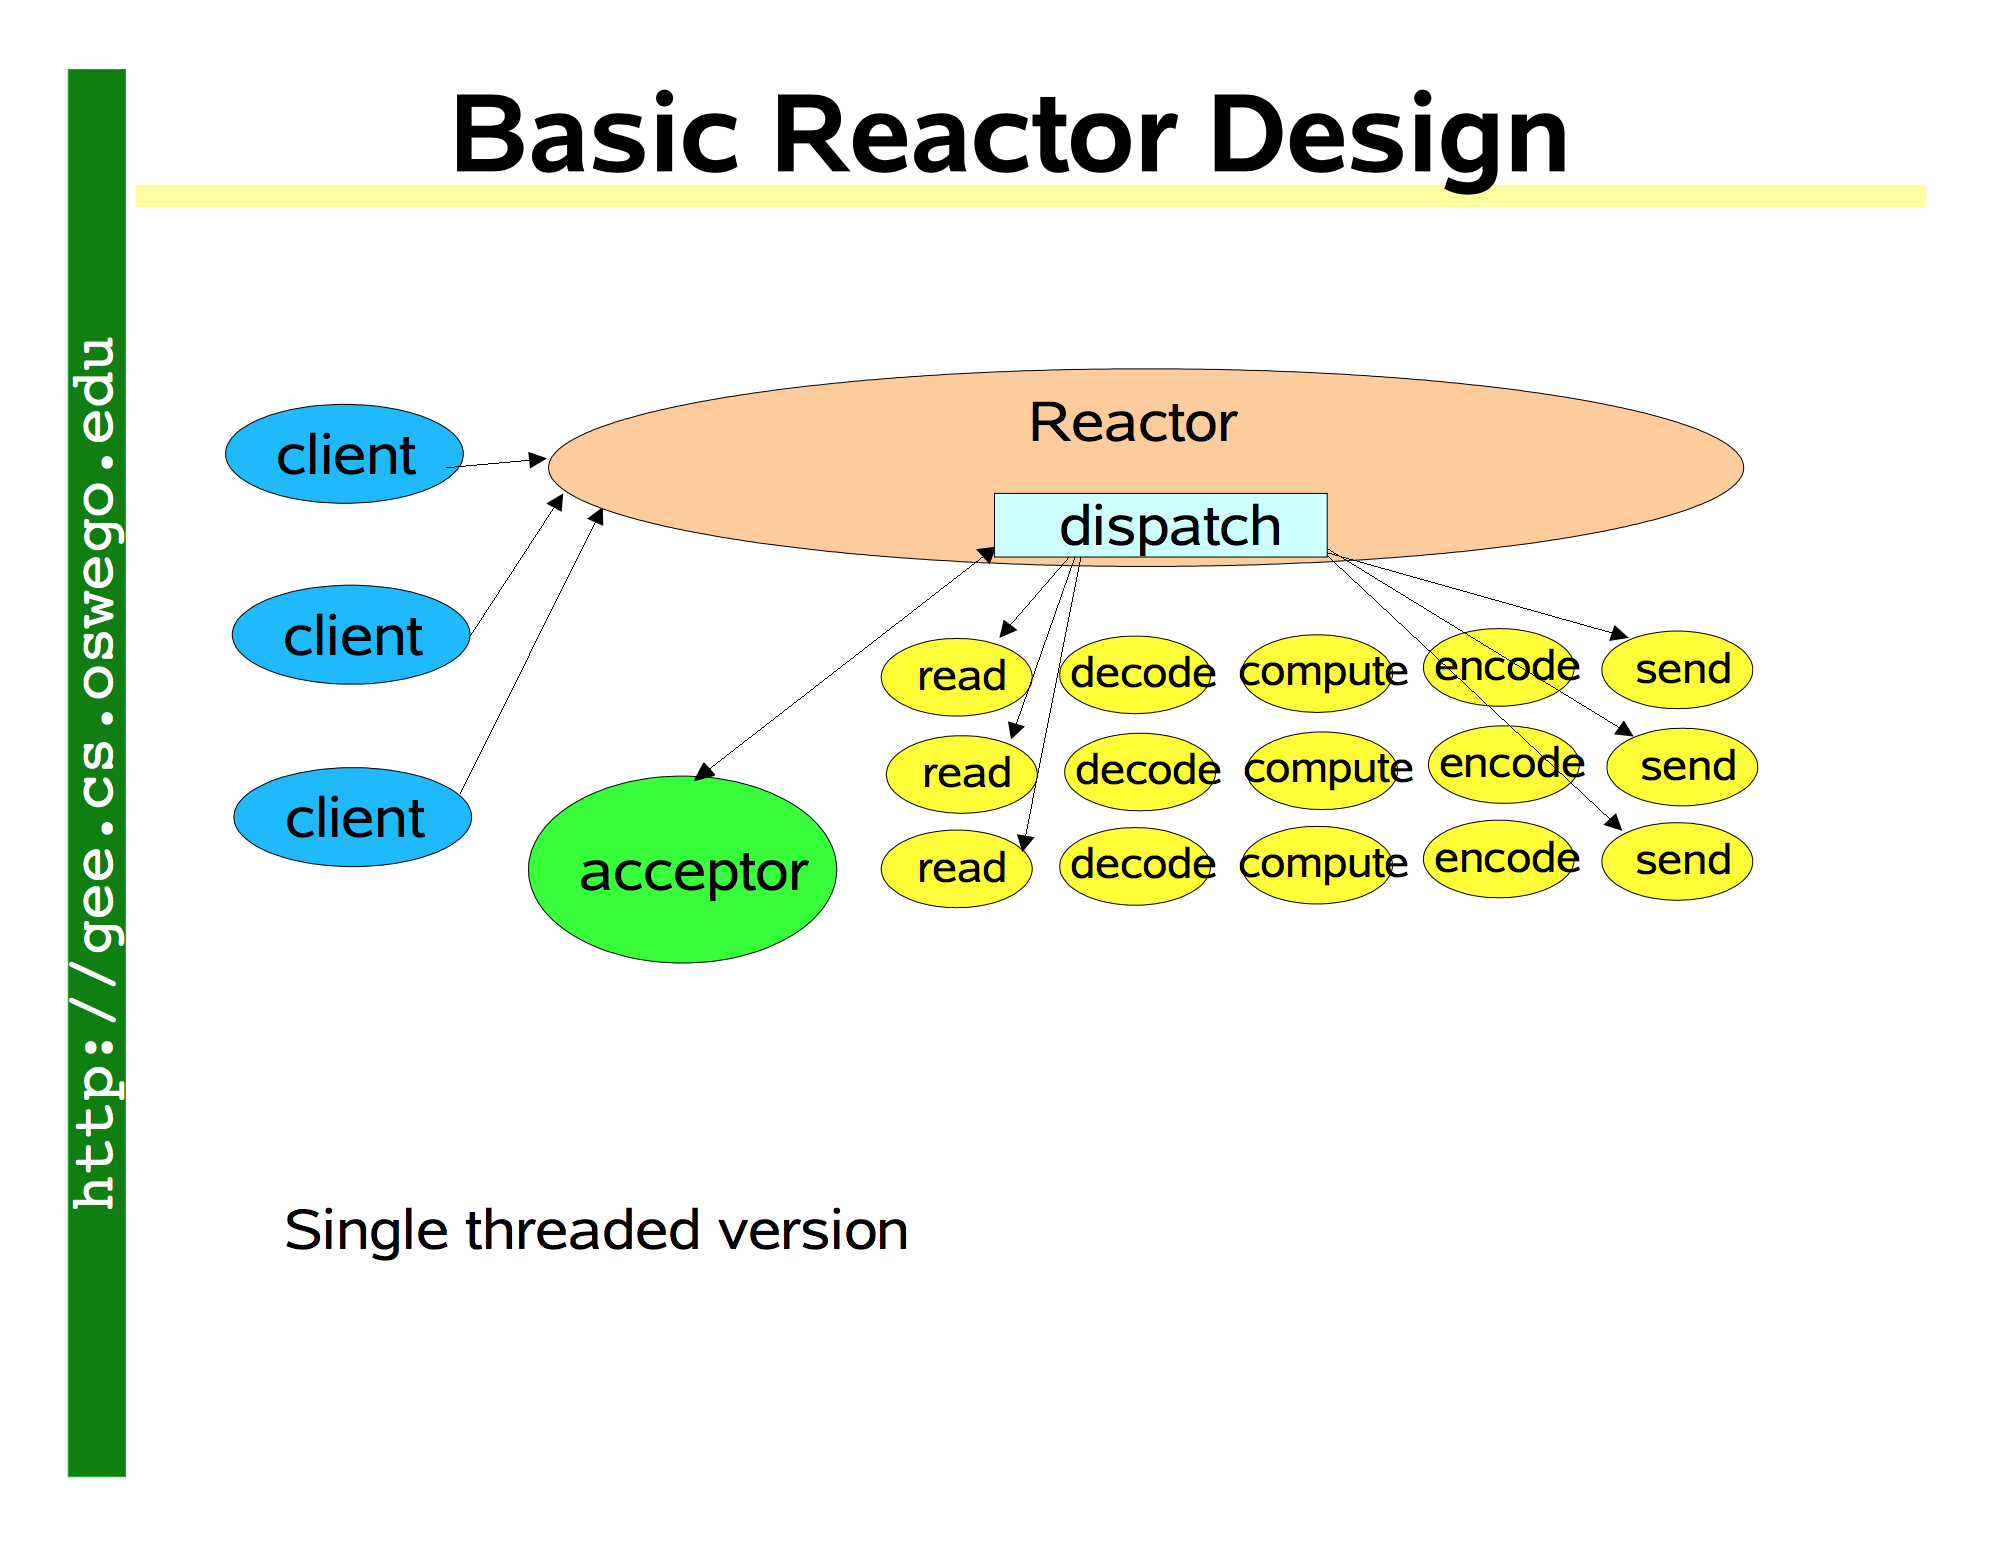 Basic Reactor Design
http://gee.cs.oswego.edu
Reactor
dispatch
client
client
client
acceptor
read decode compute encode send
read decode compute encode send
read decode compute encode send
Single threaded version